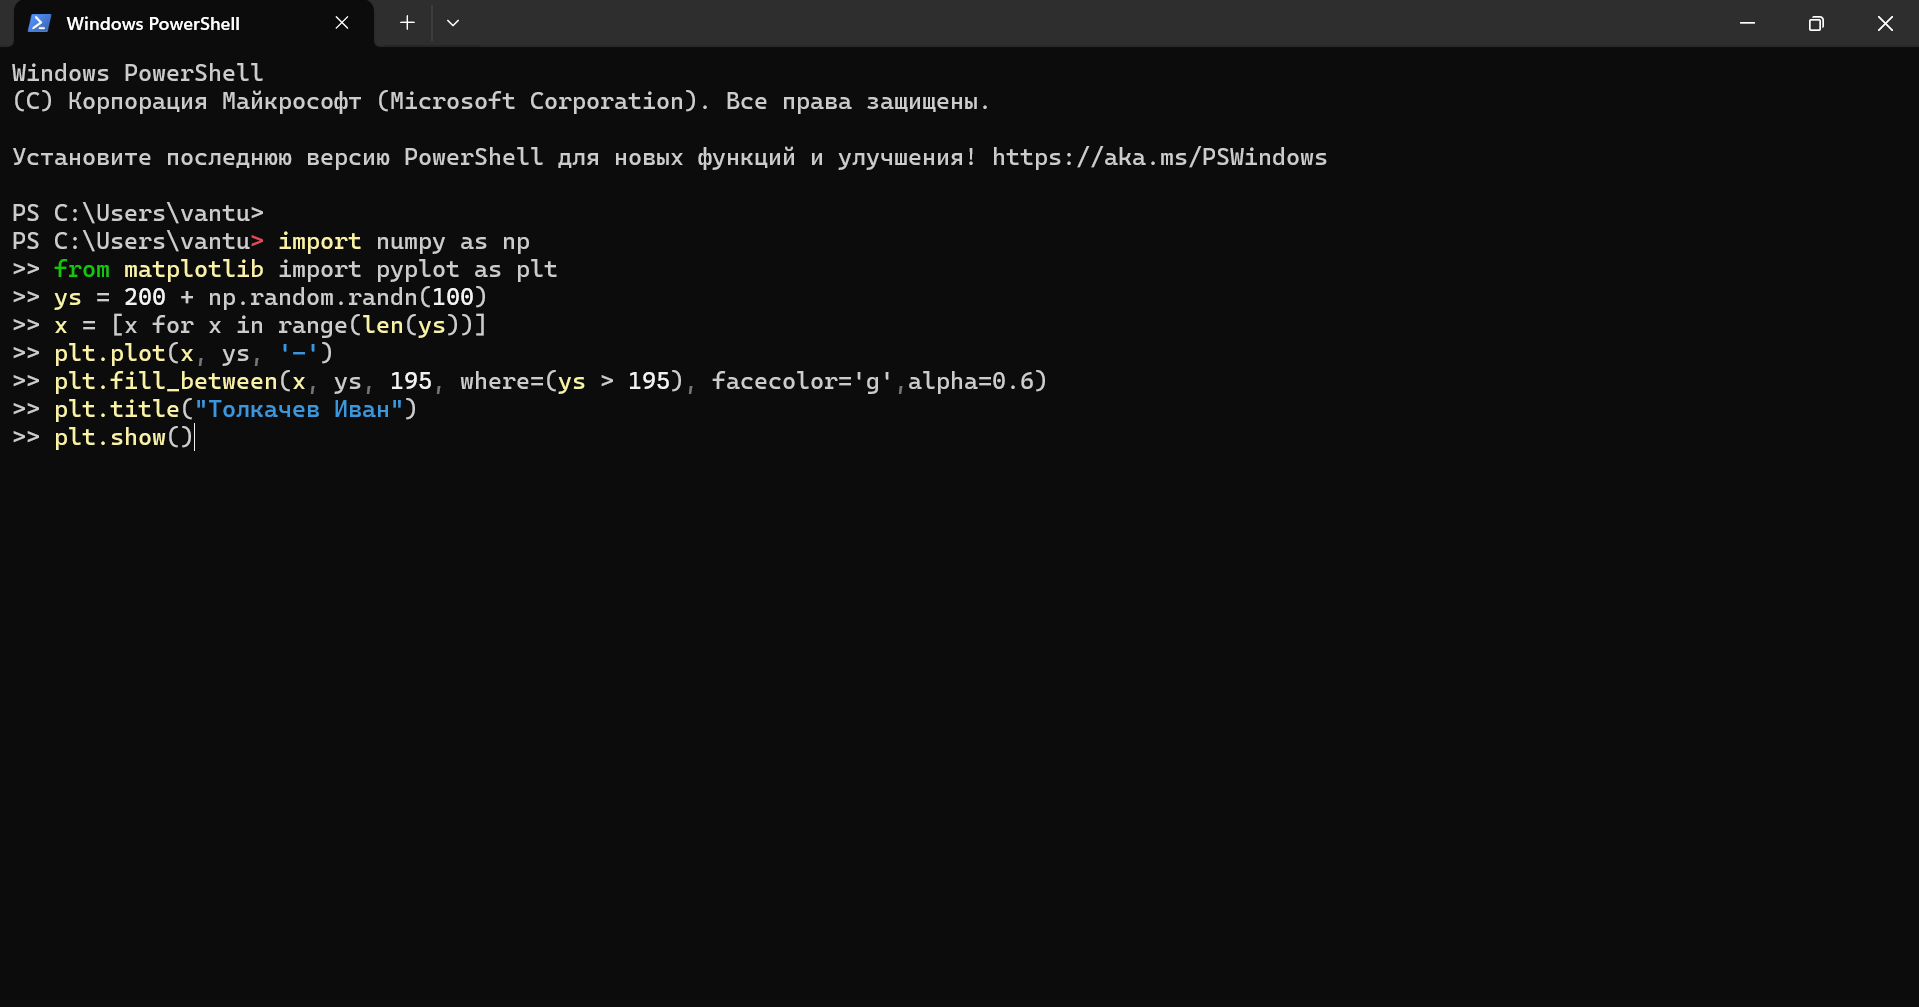 Windows PowerShell
Windows PowerShell
(C) Корпорация Майкрософт (Microsoft Corporation). Все права защищены.
Установите последнюю версию PowerShell для новых функций и улучшения! https://aka.ms/PSWindows
PS C:\Users\vantu>
PS C:\Users\vantu> import numpy as np
>> from matplotlib import pyplot as plt
>> ys = 200 + np.random.randn(100)
>> x = [x for x in range(len(ys))]
>> plt.plot(x, ys, '-')
>> plt.fill_between(x, ys, 195, where=(ys > 195), facecolor='g',alpha=0.6)
>> plt.title("Толкачев Иван")
>> plt.show()